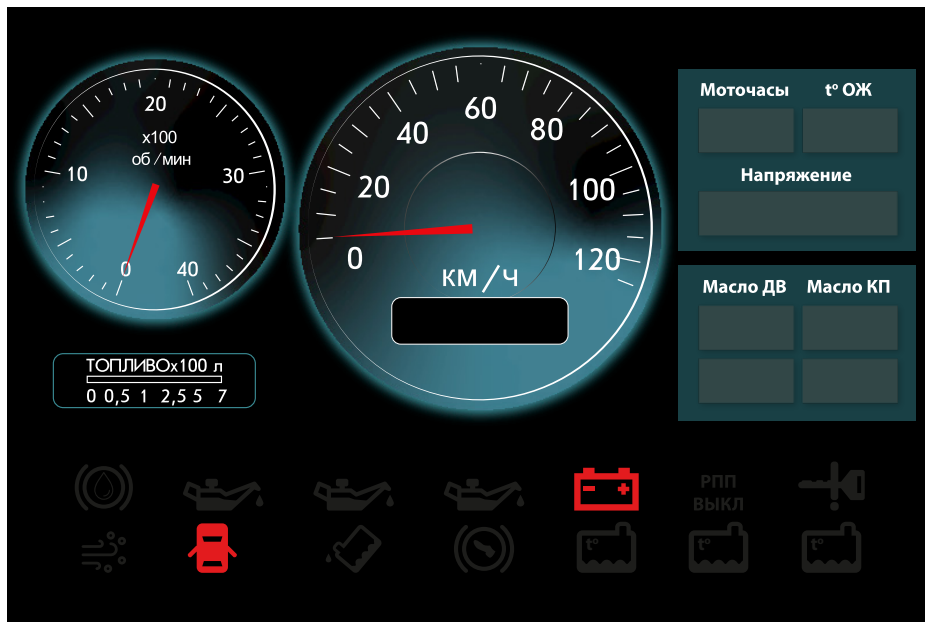 20
x100
об/мин
10
30
0
40
60
40
80
20
100
0
120
км/ч
Моточасы
t° ОЖ
Напряжение
Масло ДВ
Масло КП
ТОПЛИВОx100 л
0 0,5 1 2,5 5 7
РПП
ВЫКЛ
t°
t°
t°